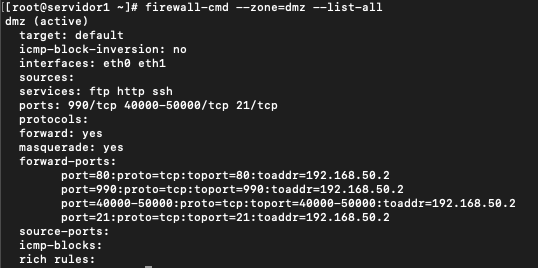 [[root@servidor1 ~]# firewall-cmd --zone=dmz --list-all
dmz (active)
  target: default
  icmp-block-inversion: no
  interfaces: eth0 eth1
  sources:
  services: ftp http ssh
  ports: 990/tcp 40000-50000/tcp 21/tcp
  protocols:
  forward: yes
  masquerade: yes
  forward-ports:
        port=80:proto=tcp:toport=80:toaddr=192.168.50.2
        port=990:proto=tcp:toport=990:toaddr=192.168.50.2
        port=40000-50000:proto=tcp:toport=40000-50000:toaddr=192.168.50.2
        port=21:proto=tcp:toport=21:toaddr=192.168.50.2
  source-ports:
  icmp-blocks:
  rich rules: